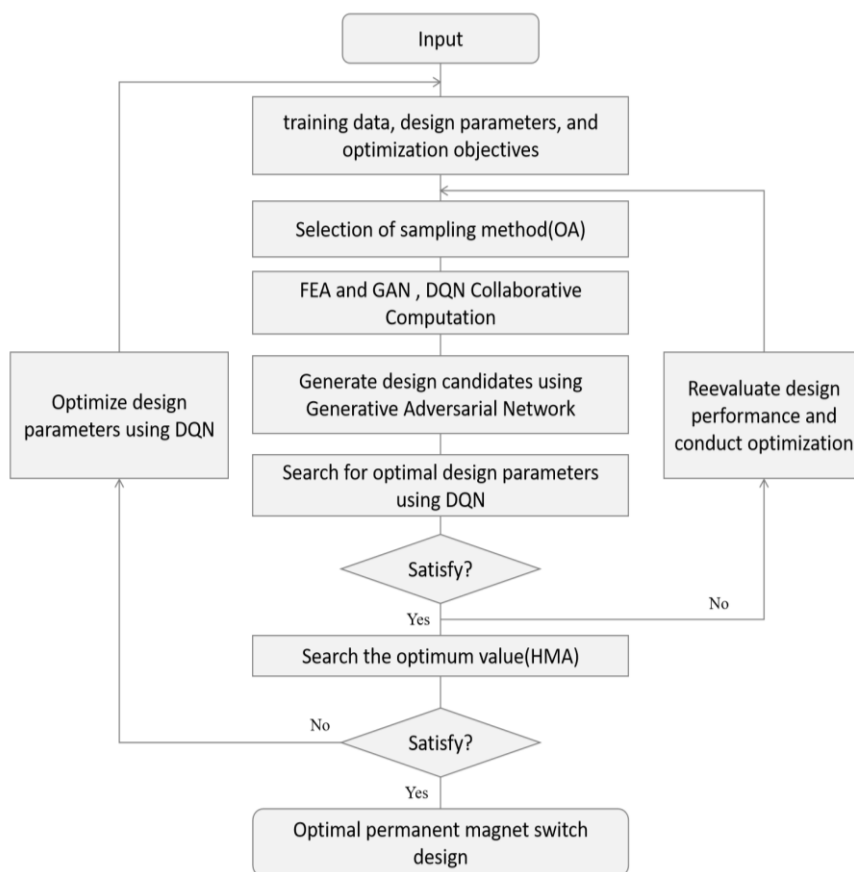 Input
training data, design parameters, and
optimization objectives
Selection of sampling method(OA)
FEA and GAN , DQN Collaborative
Computation
Optimize design
parameters using DQN
Generate design candidates using
Generative Adversarial Network
Reevaluate design
performance and
conduct optimization
Search for optimal design parameters
using DQN
Satisfy?
Yes
No
Search the optimum value(HMA)
No
Satisfy?
Yes
Optimal permanent magnet switch
design